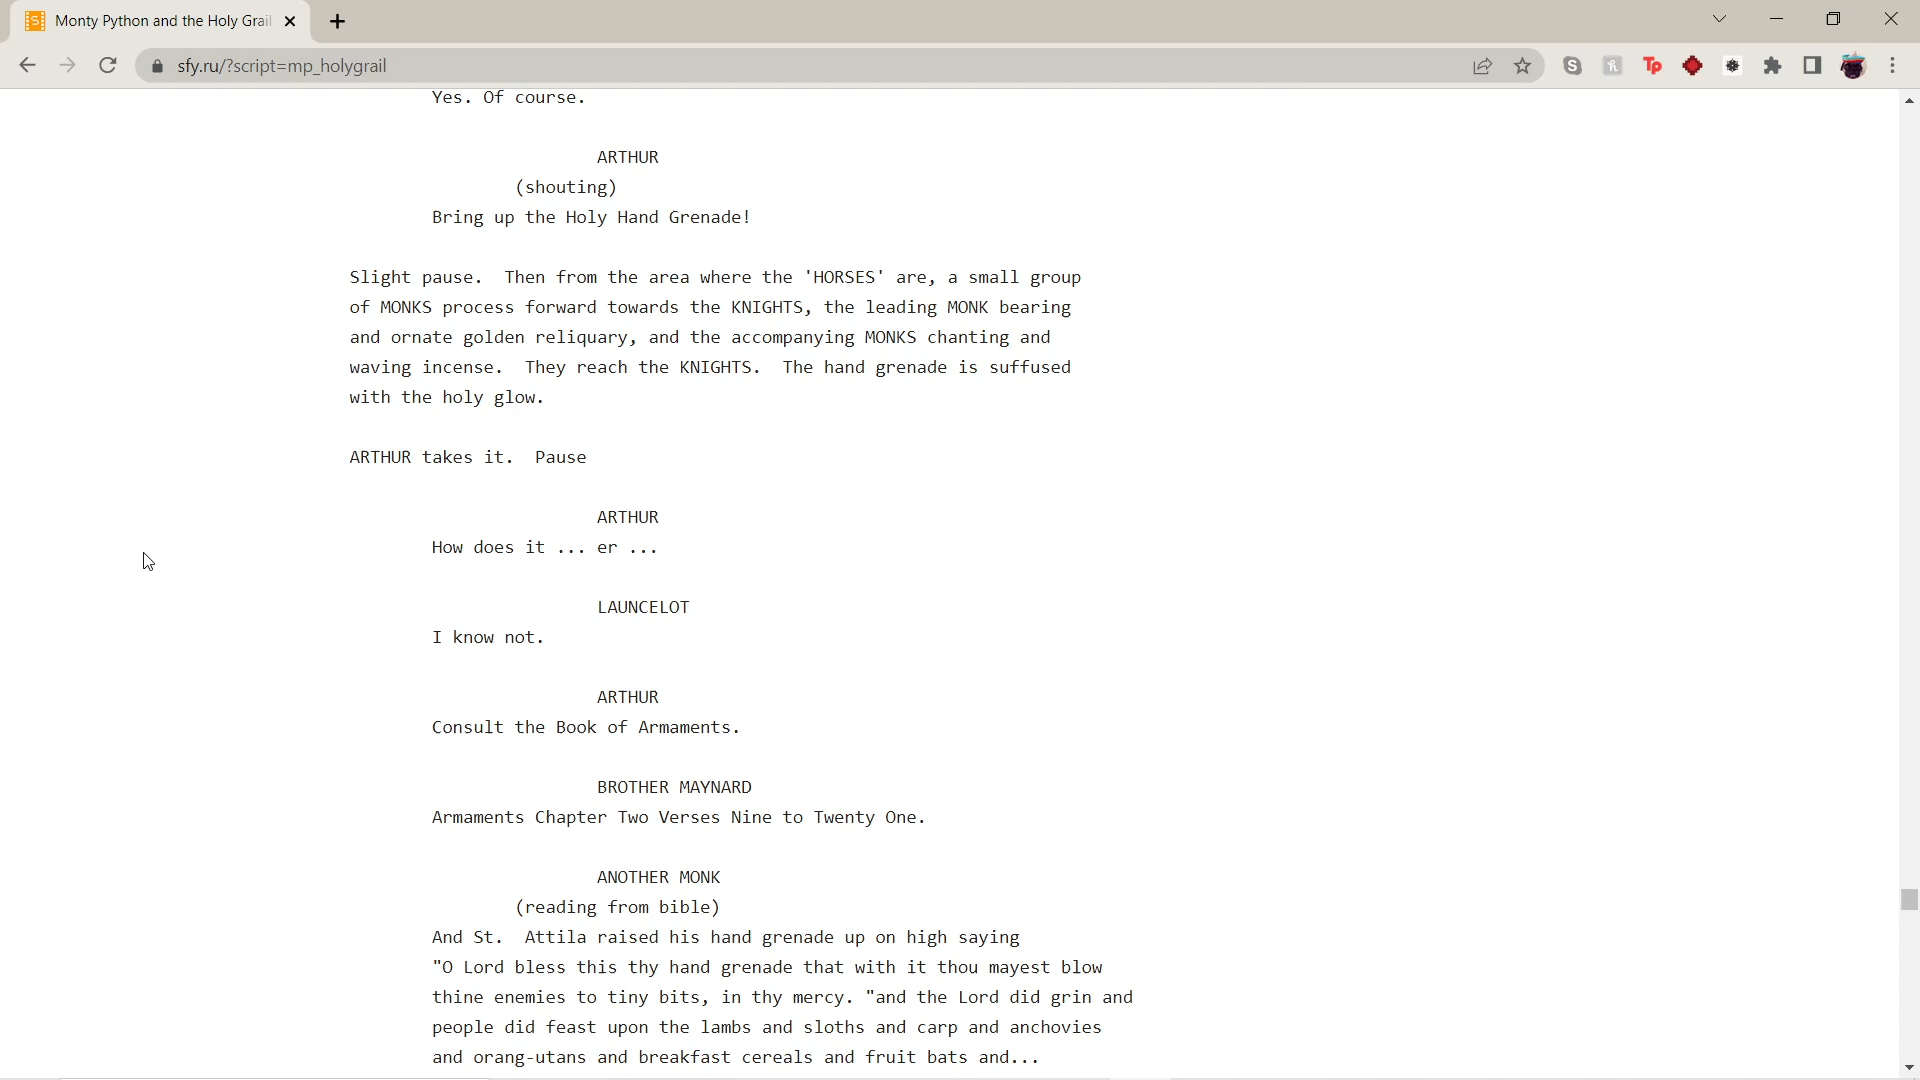 Monty Python and the Holy Grail
sfy.ru/?script=mp_holygrail
Yes. Of course.
ARTHUR
(shouting)
Bring up the Holy Hand Grenade!
Slight pause.  Then from the area where the 'HORSES' are, a small group
of MONKS process forward towards the KNIGHTS, the leading MONK bearing
and ornate golden reliquary, and the accompanying MONKS chanting and
waving incense.  They reach the KNIGHTS.  The hand grenade is suffused
with the holy glow.
ARTHUR takes it.  Pause
ARTHUR
How does it ... er ...
LAUNCELOT
I know not.
ARTHUR
Consult the Book of Armaments.
BROTHER MAYNARD
Armaments Chapter Two Verses Nine to Twenty One.
ANOTHER MONK
(reading from bible)
And St.  Attila raised his hand grenade up on high saying
"O Lord bless this thy hand grenade that with it thou mayest blow
thine enemies to tiny bits, in thy mercy. "and the Lord did grin and
people did feast upon the lambs and sloths and carp and anchovies
and orang-utans and breakfast cereals and fruit bats and...